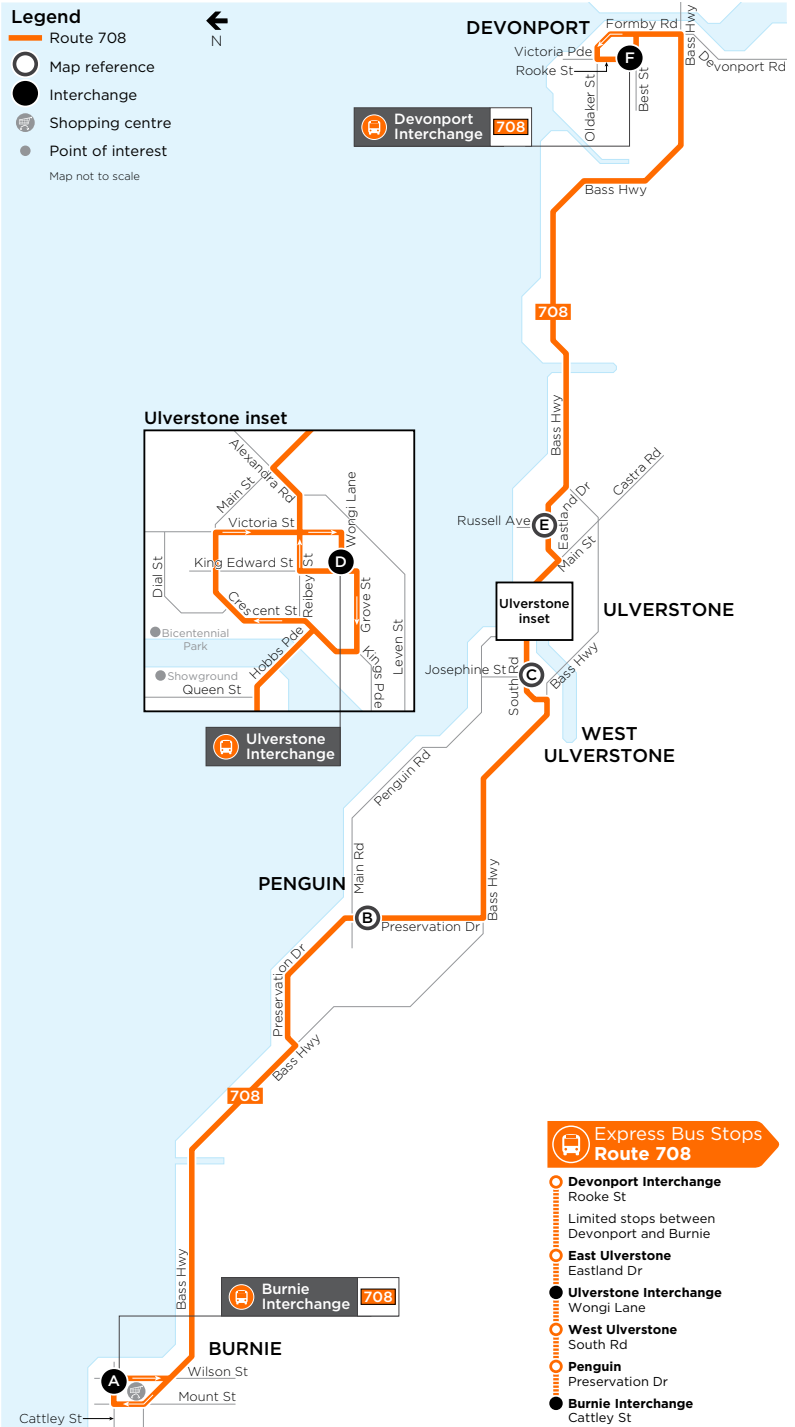 Legend
Route 708
Map reference
Interchange
Shopping centre
Point of interest
Map not to scale
N
DEVONPORT
Formby Rd
Bass Hwy
Devonport Rd
Victoria Pde
Rooke St
F
Oldaker St
Best St
Devonport
Interchange
708
Bass Hwy
708
Bass Hwy
Castra Rd
Eastland Dr
Russell Ave
E
Main St
Ulverstone
inset
ULVERSTONE
Josephine St
C
South Rd
Bass Hwy
WEST
ULVERSTONE
Ulverstone inset
Alexandra Rd
Main St
Wongi Lane
Victoria St
Dial St
King Edward St
D
Reibey St
Grove St
Crescent St
Leven St
Bicentennial
Park
Hobbs Pde
Kings Pde
Showground
Queen St
Ulverstone
Interchange
Penguin Rd
PENGUIN
Main Rd
B
Preservation Dr
Bass Hwy
Preservation Dr
Bass Hwy
708
Bass Hwy
Burnie
Interchange
708
BURNIE
A
Wilson St
Mount St
Cattley St
Express Bus Stops
Route 708
Devonport Interchange
Rooke St
Limited stops between
Devonport and Burnie
East Ulverstone
Eastland Dr
Ulverstone Interchange
Wongi Lane
West Ulverstone
South Rd
Penguin
Preservation Dr
Burnie Interchange
Cattley St